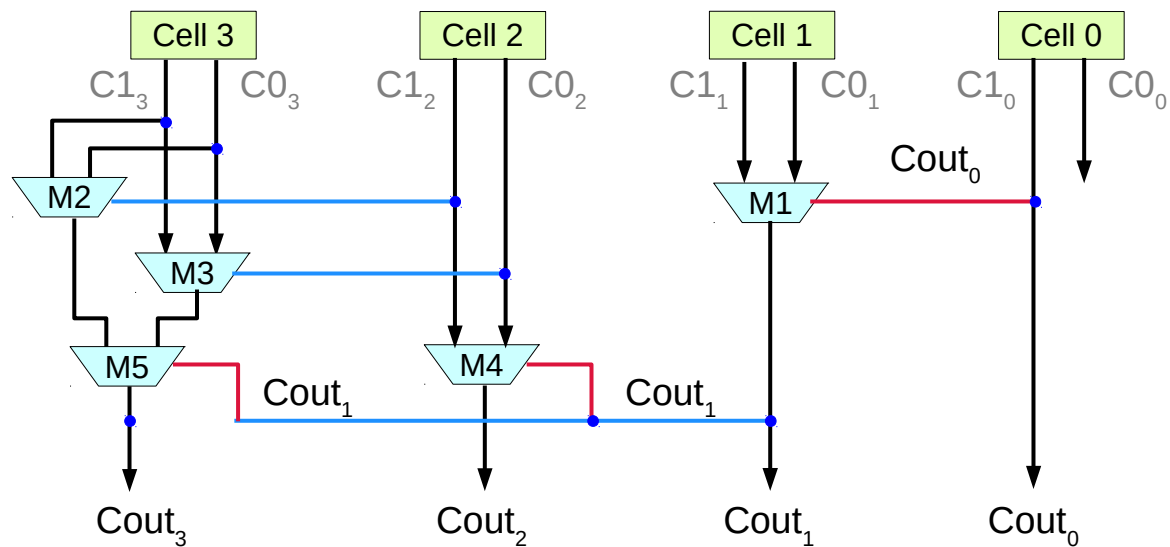 Cell 3
Cell 2
Cell 1
Cell 0
C1₃
C0₃
C1₂
C0₂
C1₁
C0₁
C1₀
C0₀
Cout₀
M2
M1
M3
M5
M4
Cout₁
Cout₁
Cout₃
Cout₂
Cout₁
Cout₀